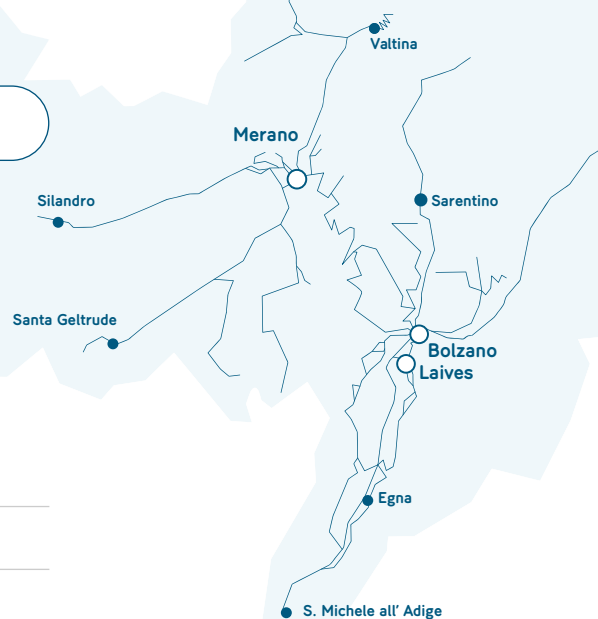 Valtina
Merano
Silandro
Sarentino
Santa Geltrude
Bolzano
Laives
Egna
S. Michele all’ Adige